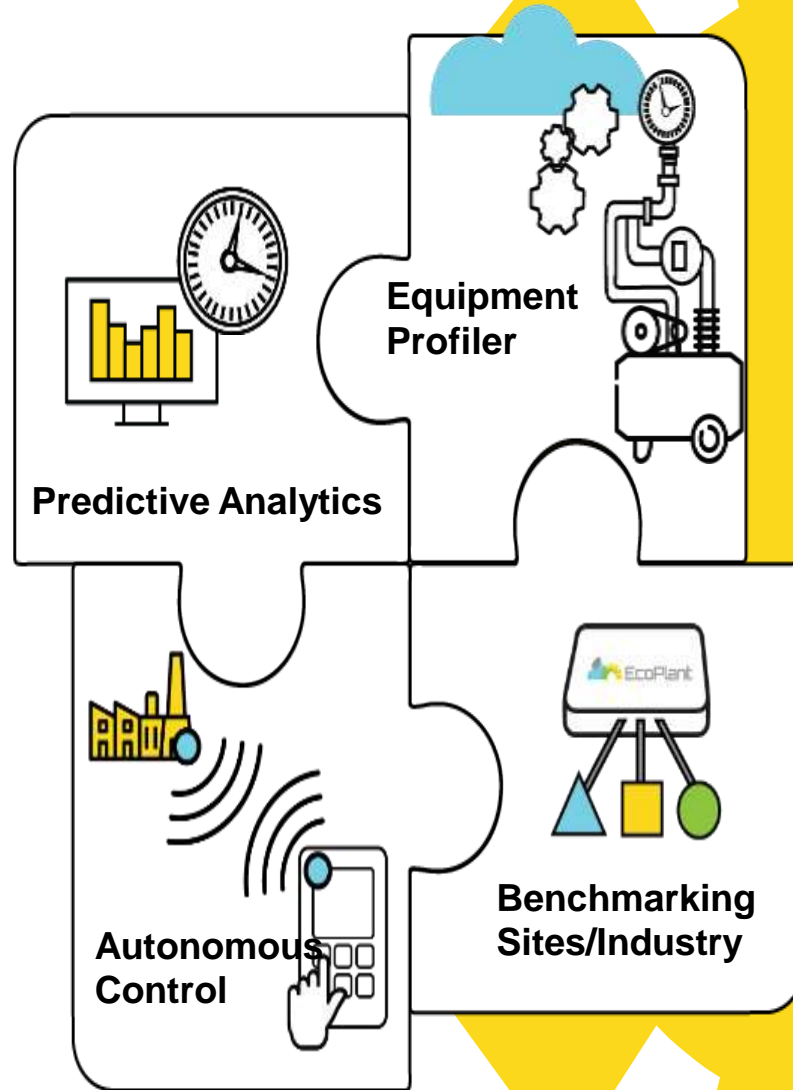 Equipment
Profiler
Predictive Analytics
EcoPlant
Benchmarking
Sites/Industry
Autonomous
Control